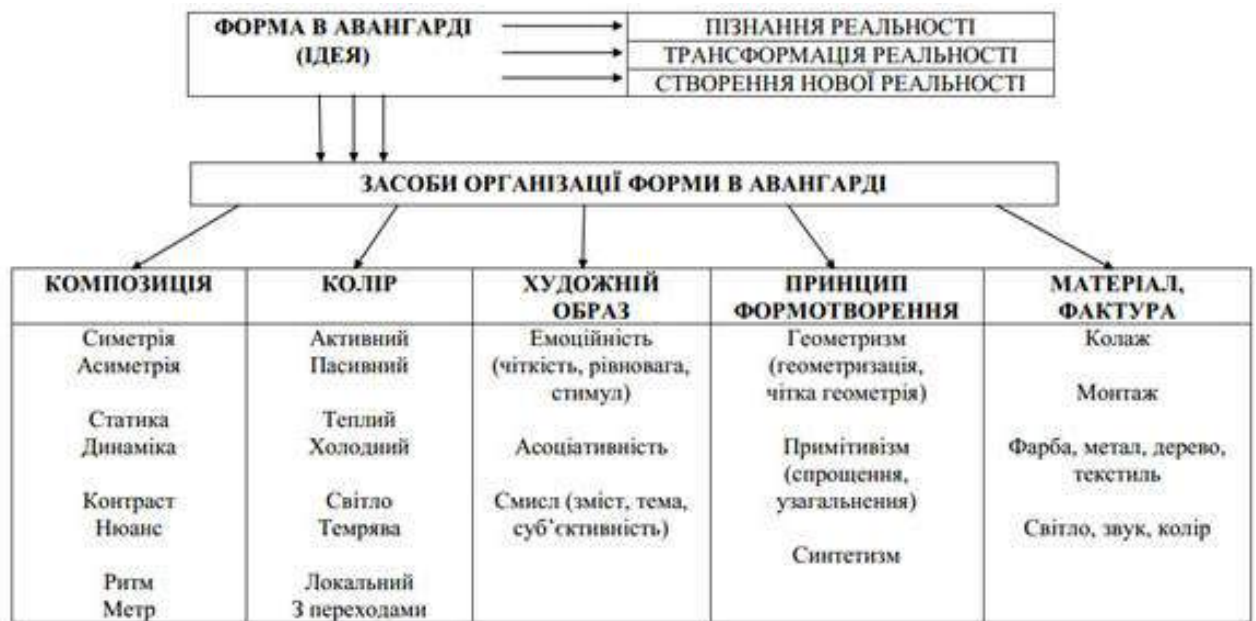 ФОРМА В АВАНГАРДІ
(ІДЕЯ)
ПІЗНАННЯ РЕАЛЬНОСТІ
ТРАНСФОРМАЦІЯ РЕАЛЬНОСТІ
СТВОРЕННЯ НОВОЇ РЕАЛЬНОСТІ
ЗАСОБИ ОРГАНІЗАЦІЇ ФОРМИ В АВАНГАРДІ
КОМПОЗИЦІЯ
Симетрія
Асиметрія
Статика
Динаміка
Контраст
Нюанс
Ритм
Метр
КОЛІР
Активний
Пасивний
Теплий
Холодний
Світло
Темрява
Локальний
З переходами
ХУДОЖНІЙ
ОБРАЗ
Емоційність
(чіткість, рівновага,
стимул)
Асоціативність
Смисл (зміст, тема,
суб’єктивність)
ПРИНЦИП
ФОРМОТВОРЕННЯ
Геометризм
(геометризація,
чітка геометрія)
Примітивізм
(спрощення,
узагальнення)
Синтетизм
МАТЕРІАЛ,
ФАКТУРА
Колаж
Монтаж
Фарба, метал, дерево,
текстиль
Світло, звук, колір